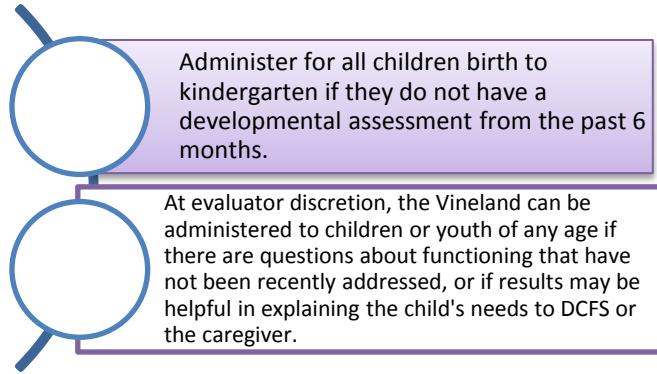 Administer for all children birth to
kindergarten if they do not have a
developmental assessment from the past 6
months.
At evaluator discretion, the Vineland can be
administered to children or youth of any age if
there are questions about functioning that have
not been recently addressed, or if results may be
helpful in explaining the child's needs to DCFS or
the caregiver.